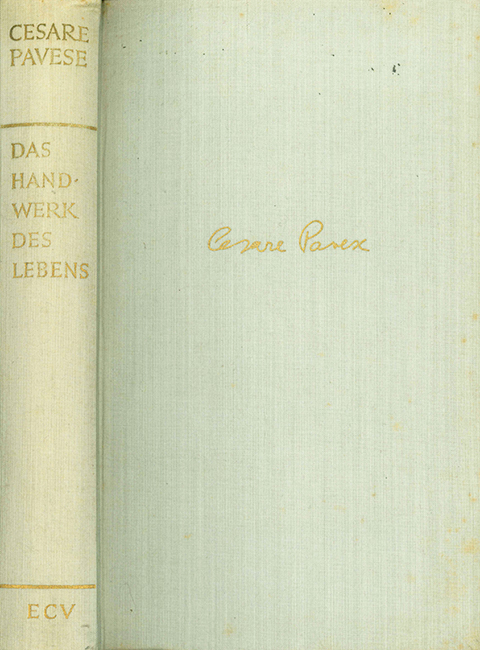 CESARE
PAVESE
DAS
HAND-
WERK
DES
LEBENS
ECV
Cesare Pavese